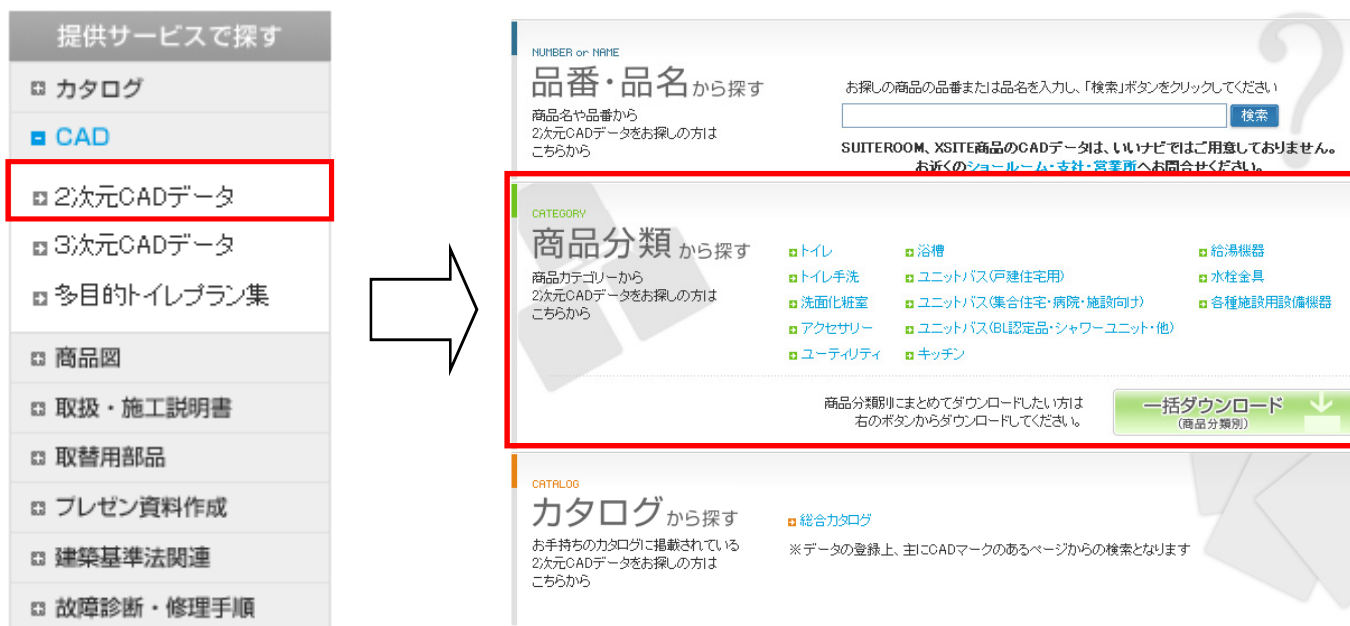 提供サービスで探す
カタログ
CAD
2次元CADデータ
3次元CADデータ
多目的トイレプラン集
商品図
取扱・施工説明書
取替用部品
プレゼン資料作成
建築基準法関連
故障診断・修理手順
NUMBER or NAME
品番・品名から探す
商品名や品番から
2次元CADデータをお探しの方は
こちらから
お探しの商品の品番または品名を入力し、「検索」ボタンをクリックしてください
検索
SUITEROOM、XSITE商品のCADデータは、いいナビではご用意しておりません。
お近くのショールーム・支社・営業所へお問合せください。
CATEGORY
商品分類から探す
商品カテゴリーから
2次元CADデータをお探しの方は
こちらから
トイレ
トイレ手洗
洗面化粧室
アクセサリー
ユーティリティ
浴槽
ユニットバス(戸建住宅用)
ユニットバス(集合住宅・病院・施設向け)
ユニットバス(BL認定品・シャワーユニット・他)
キッチン
給湯機器
水栓金具
各種施設用設備機器
商品分類別にまとめてダウンロードしたい方は
右のボタンからダウンロードしてください。
一括ダウンロード
(商品分類別)
CATALOG
カタログから探す
お手持ちのカタログに掲載されている
2次元CADデータをお探しの方は
こちらから
総合カタログ
※データの登録上、主にCADマークのあるページからの検索となります